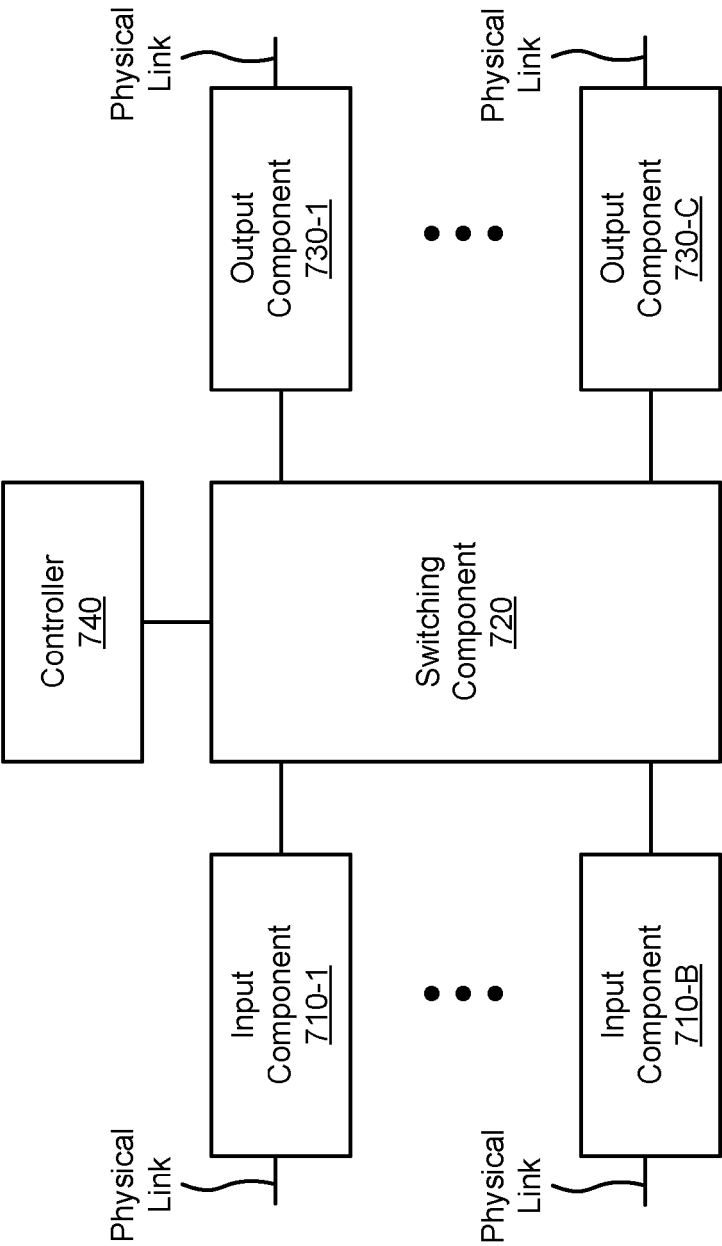 Controller
740
Physical
Link
Input
Component
710-1
Switching
Component
720
Output
Component
730-1
Physical
Link
Physical
Link
Input
Component
710-B
Output
Component
730-C
Physical
Link